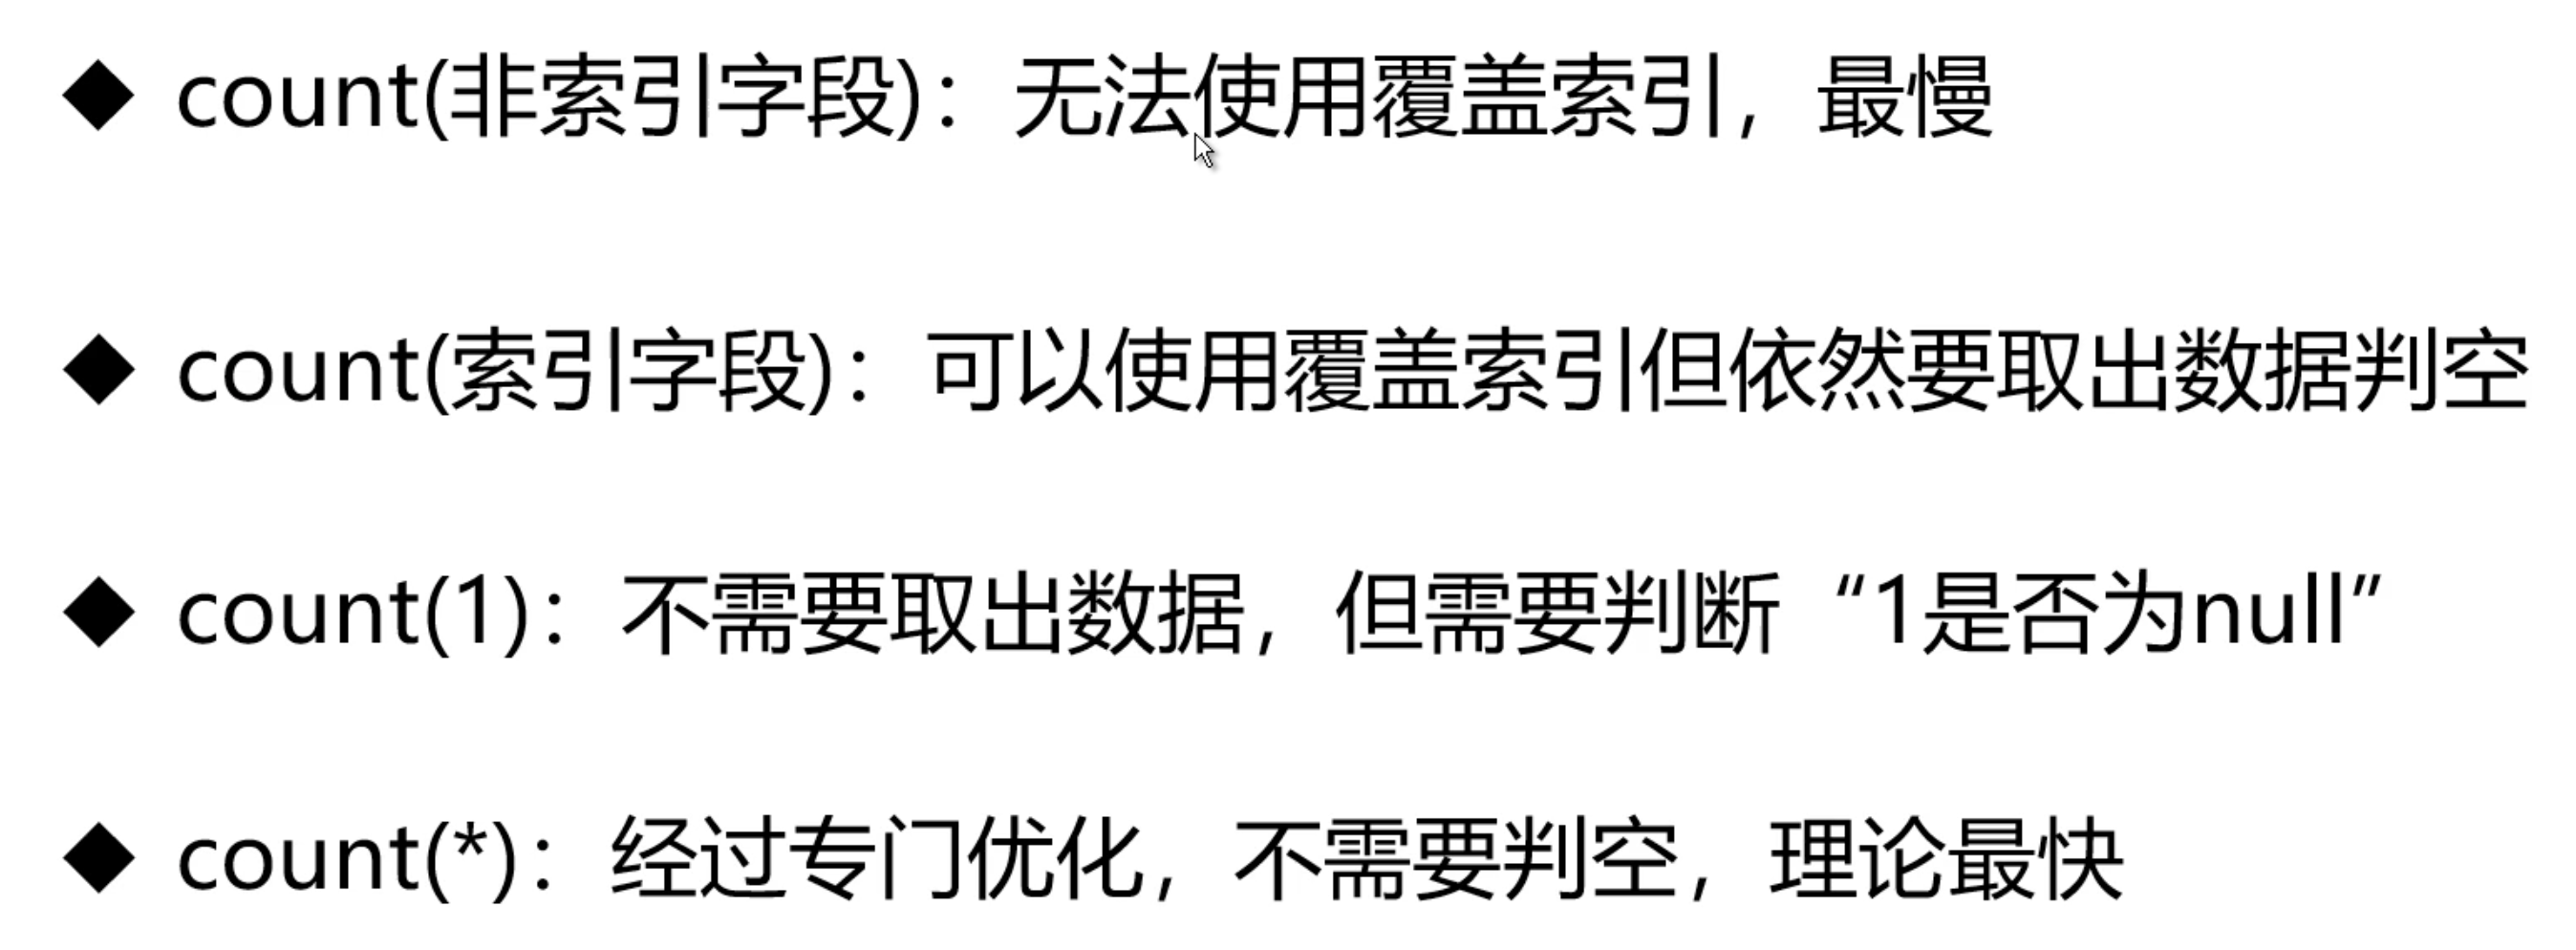 ◆ count(非索引字段)：无法使用覆盖索引，最慢
◆ count(索引字段)：可以使用覆盖索引但依然要取出数据判空
◆ count(1)：不需要取出数据，但需要判断“1是否为null”
◆ count(*)：经过专门优化，不需要判空，理论最快